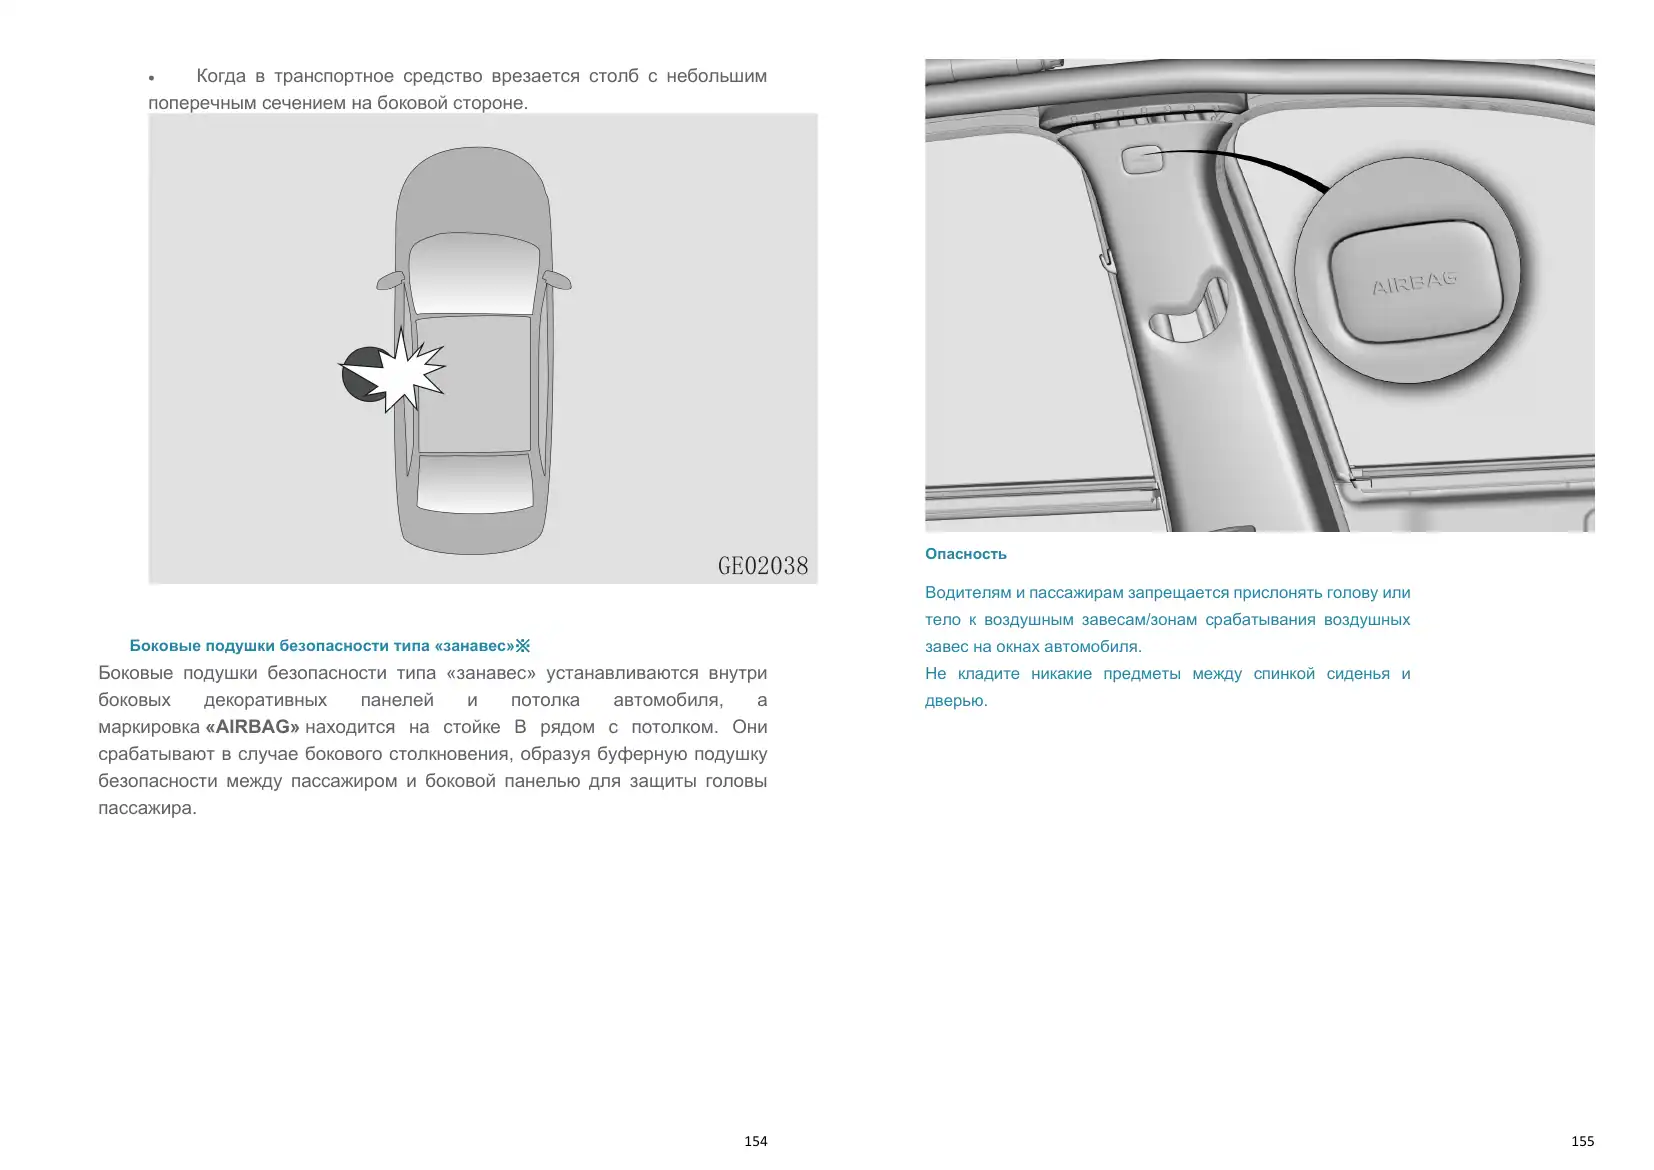 • Когда в транспортное средство врезается столб с небольшим
поперечным сечением на боковой стороне.
GE02038
Боковые подушки безопасности типа «занавес»※
Боковые подушки безопасности типа «занавес» устанавливаются внутри
боковых декоративных панелей и потолка автомобиля, а
маркировка «AIRBAG» находится на стойке В рядом с потолком. Они
срабатывают в случае бокового столкновения, образуя буферную подушку
безопасности между пассажиром и боковой панелью для защиты головы
пассажира.
154
AIRBAG
Опасность
Водителям и пассажирам запрещается прислонять голову или
тело к воздушным завесам/зонам срабатывания воздушных
завес на окнах автомобиля.
Не кладите никакие предметы между спинкой сиденья и
дверью.
155